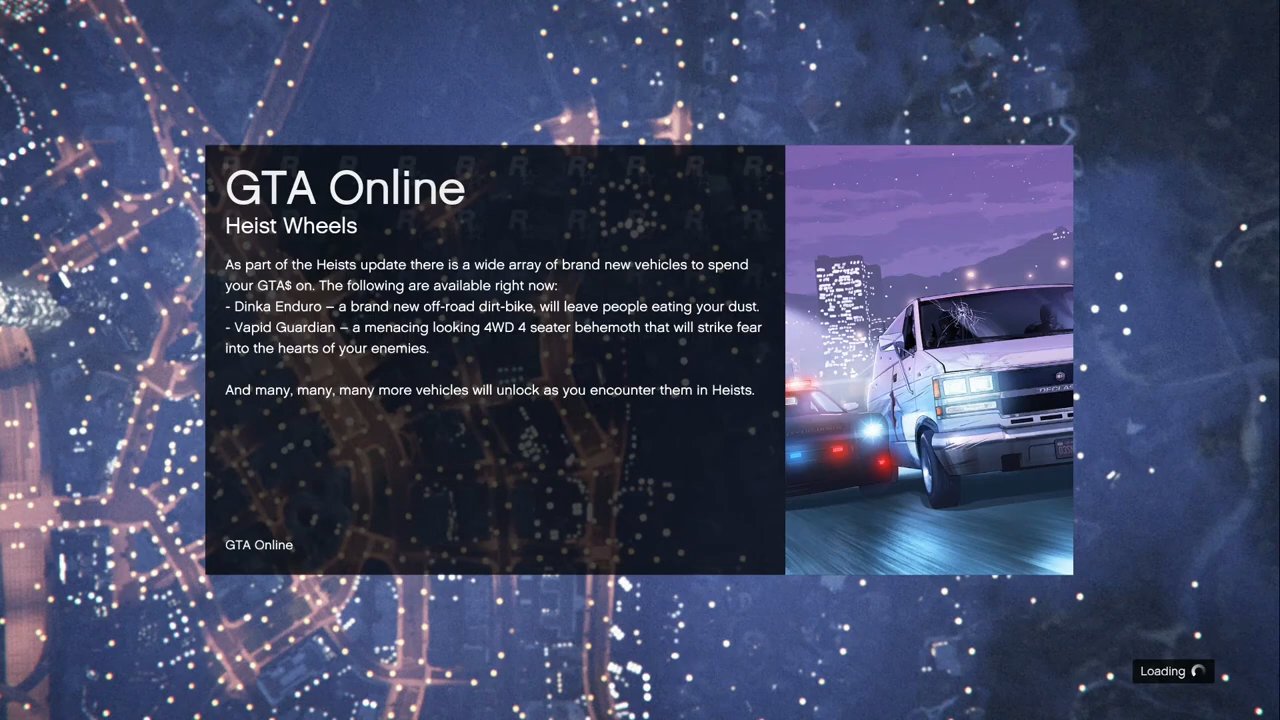 GTA Online
Heist Wheels
As part of the Heists update there is a wide array of brand new vehicles to spend
your GTA$ on. The following are available right now:
- Dinka Enduro – a brand new off-road dirt-bike, will leave people eating your dust.
- Vapid Guardian – a menacing looking 4WD 4 seater behemoth that will strike fear
into the hearts of your enemies.
And many, many, many more vehicles will unlock as you encounter them in Heists.
GTA Online
Loading